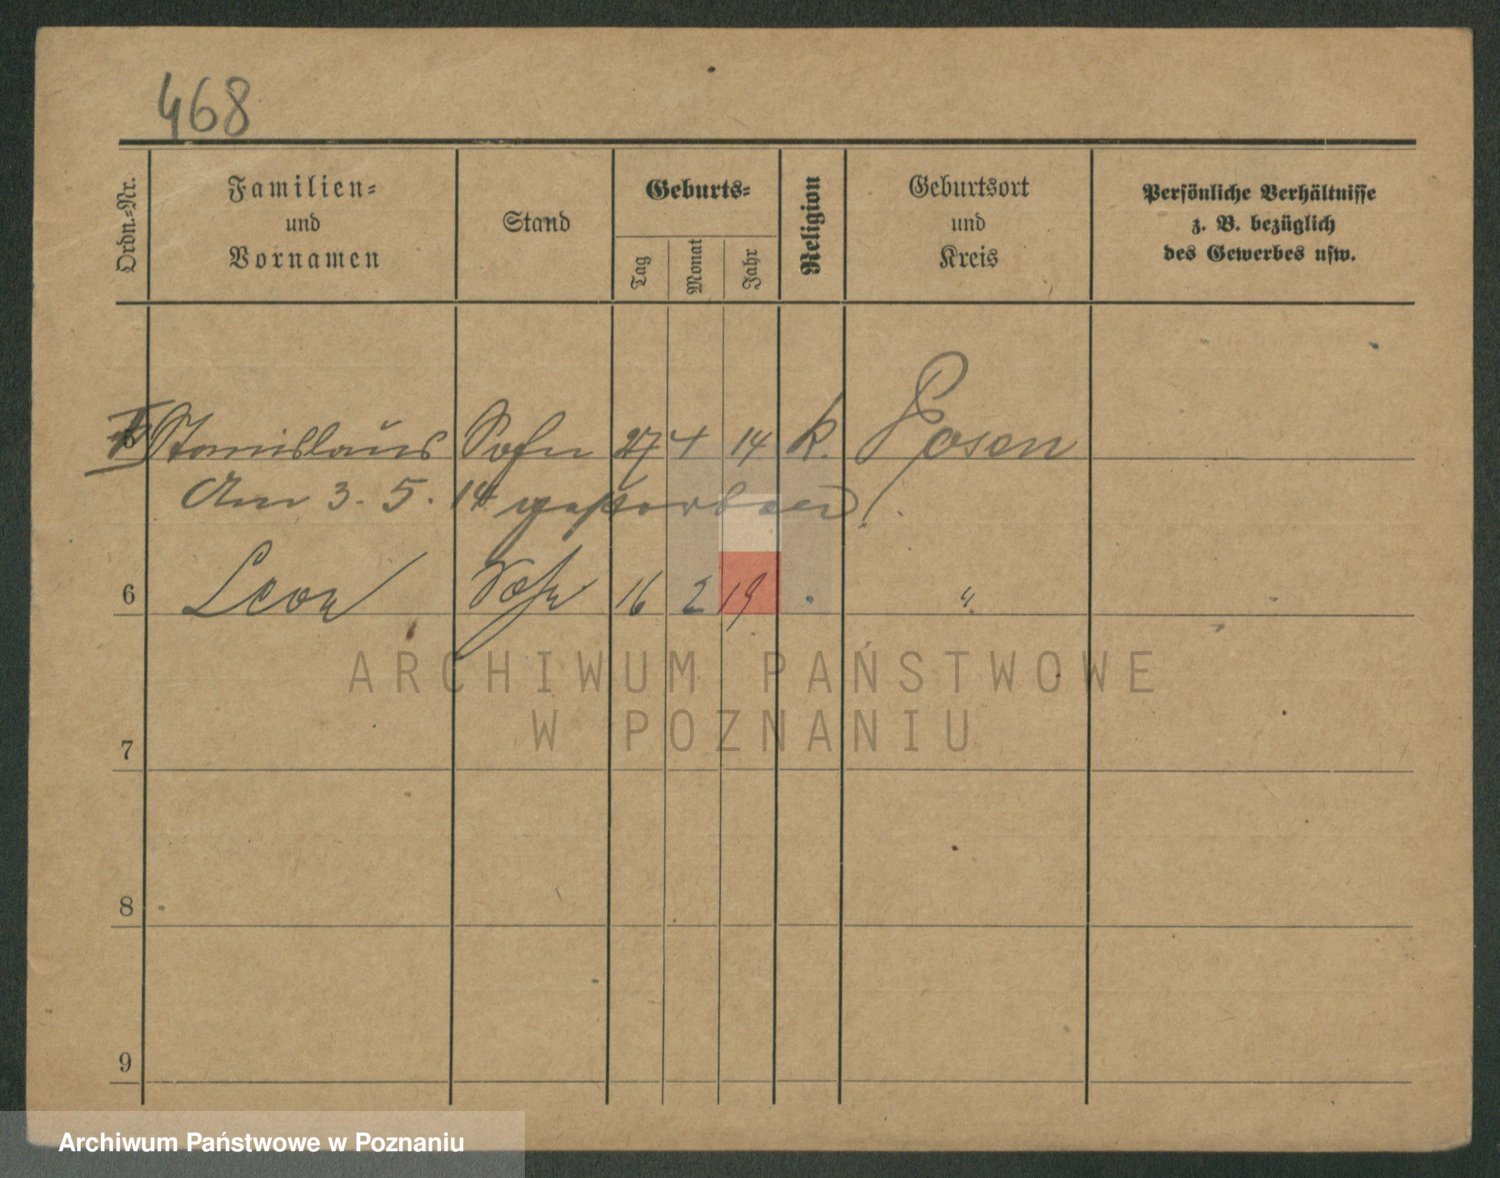 468
Ordn.-Nr.
Familien-
und
Vornamen
Stand
Geburts-
Tag Monat Jahr
Religion
Geburtsort
und
Kreis
Persönliche Verhältnisse
z. B. bezüglich
des Gewerbes usw.
Stanislaus Sohn 27 4 14 k. Posen
Am 3. 5. 14 gestorben!
6 Leon Sohn 16 2 19 . "
ARCHIWUM PAŃSTWOWE
W POZNANIU
7
8
9
Archiwum Państwowe w Poznaniu